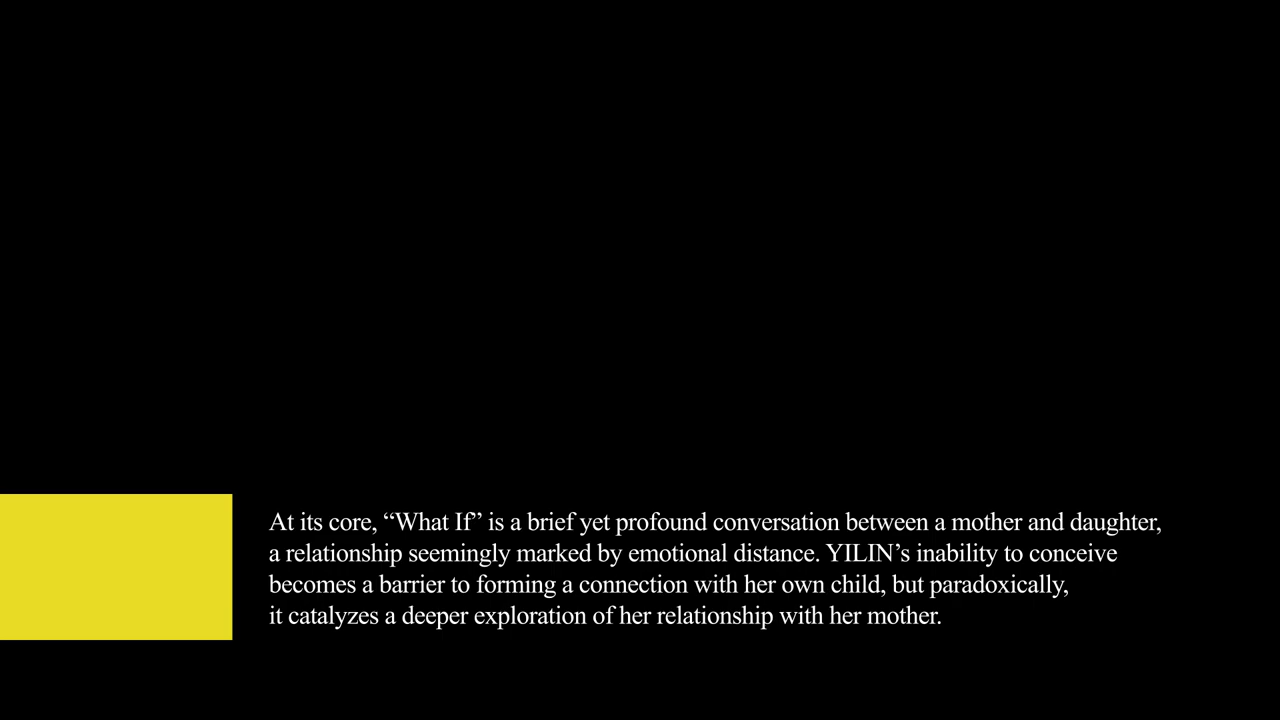 At its core, “What If” is a brief yet profound conversation between a mother and daughter,
a relationship seemingly marked by emotional distance. YILIN’s inability to conceive
becomes a barrier to forming a connection with her own child, but paradoxically,
it catalyzes a deeper exploration of her relationship with her mother.